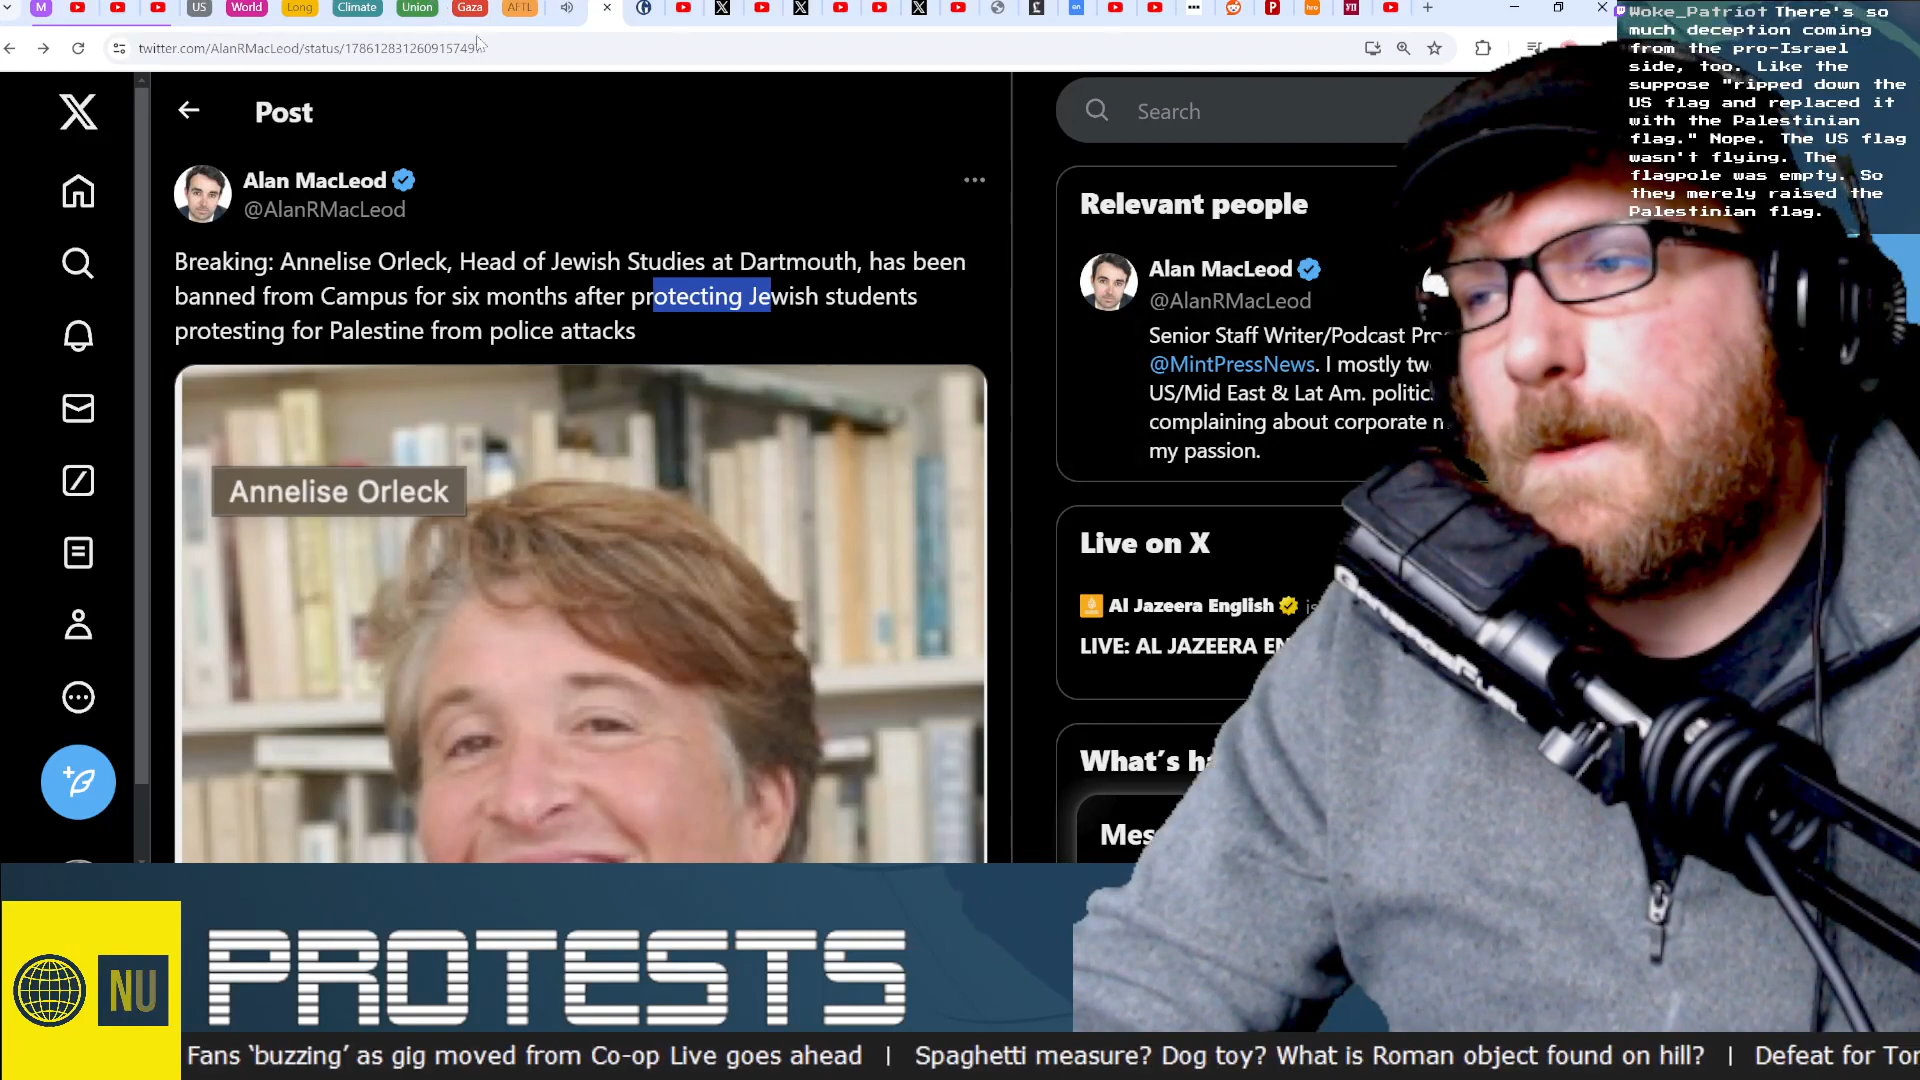 US
World
Long
Climate
Union
Gaza
AFTL
twitter.com/AlanRMacLeod/status/1786128312609157494
Woke_Patriot There's so
much deception coming
from the pro-Israel
side, too. Like the
suppose "ripped down the
US flag and replaced it
with the Palestinian
flag." Nope. The US flag
wasn't flying. The
flagpole was empty. So
they merely raised the
Palestinian flag.
Post
Alan MacLeod
@AlanRMacLeod
Breaking: Annelise Orleck, Head of Jewish Studies at Dartmouth, has been
banned from Campus for six months after protecting Jewish students
protesting for Palestine from police attacks
Annelise Orleck
Search
Relevant people
Alan MacLeod
@AlanRMacLeod
Senior Staff Writer/Podcast
@MintPressNews. I mostly
US/Mid East & Lat Am.
complaining about corporate
my passion.
Live on X
Al Jazeera English is
LIVE: AL JAZEERA
What's
NU
PROTESTS
Fans ‘buzzing’ as gig moved from Co-op Live goes ahead | Spaghetti measure? Dog toy? What is Roman object found on hill? | Defeat for